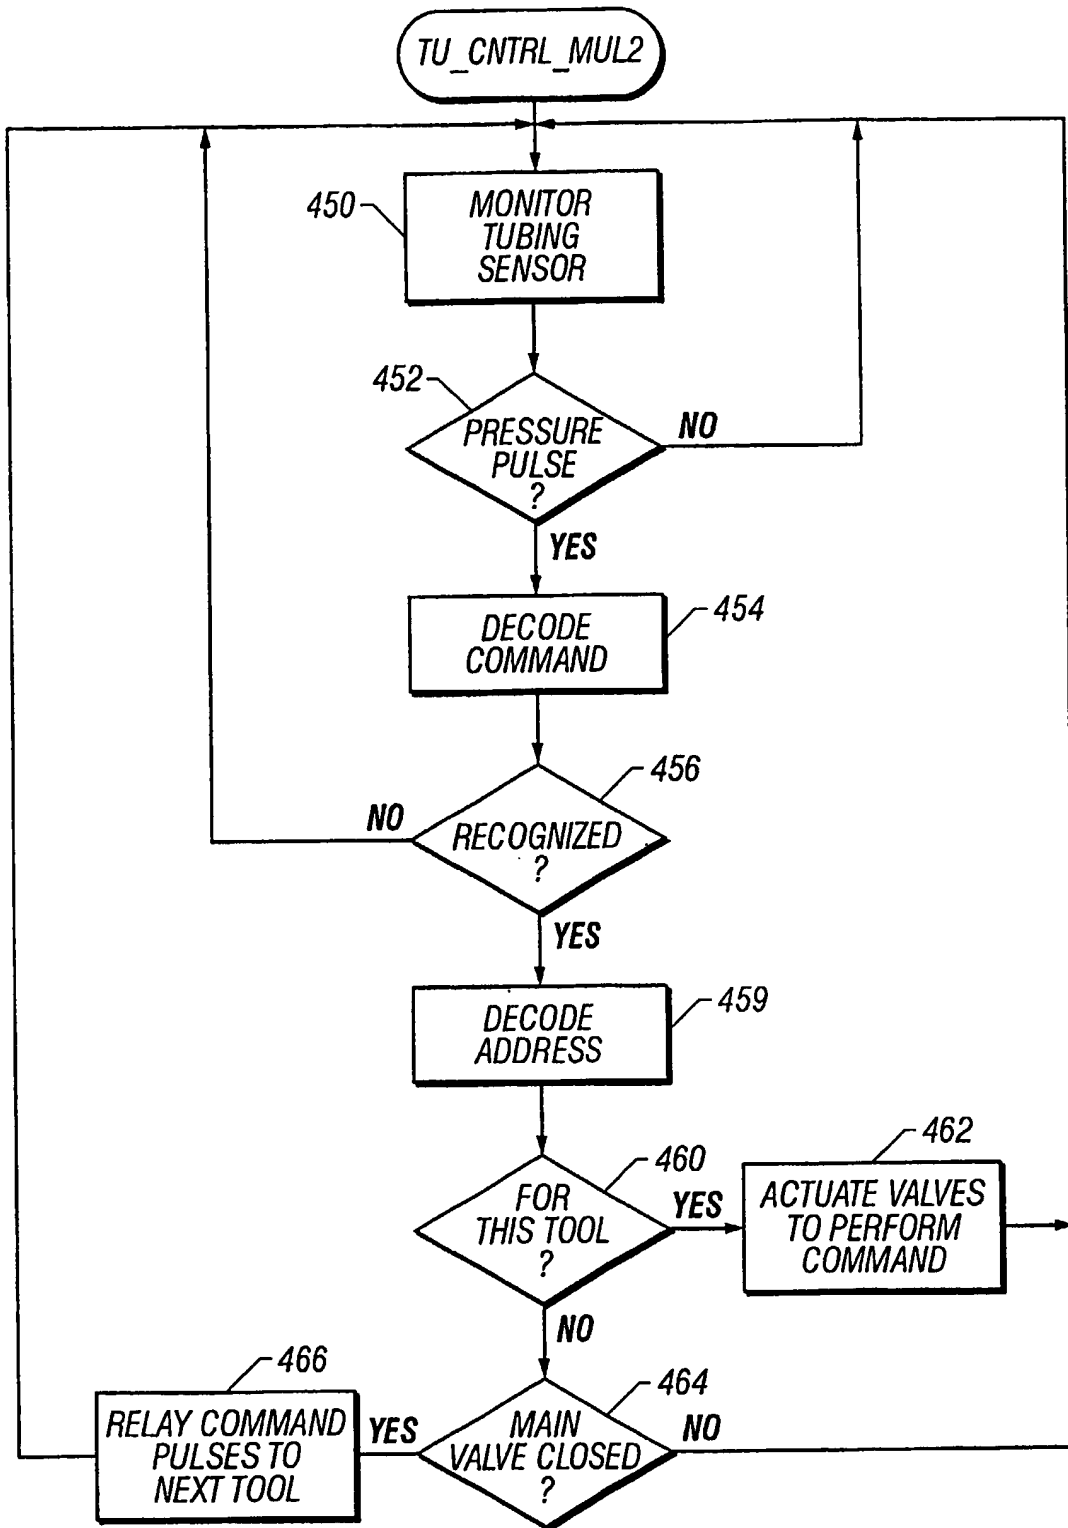 TU_CNTRL_MUL2
450
MONITOR
TUBING
SENSOR
452
PRESSURE
PULSE
?
NO
YES
454
DECODE
COMMAND
456
NO
RECOGNIZED
?
YES
459
DECODE
ADDRESS
460
FOR
THIS TOOL
?
YES
462
ACTUATE VALVES
TO PERFORM
COMMAND
NO
466
RELAY COMMAND
PULSES TO
NEXT TOOL
YES
464
MAIN
VALVE CLOSED
?
NO